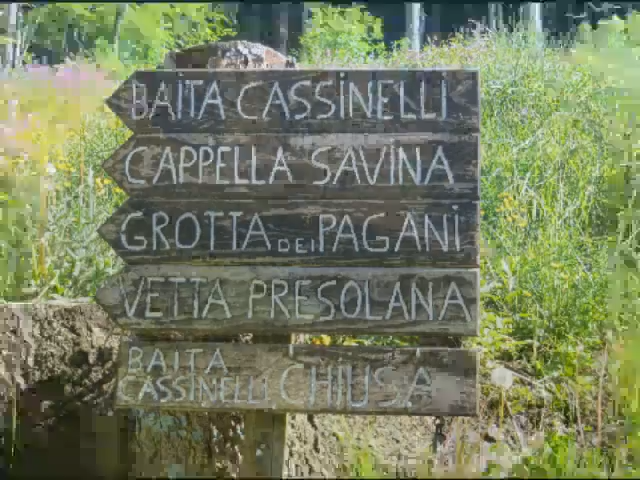 BAITA CASSINELLI
CAPPELLA SAVINA
GROTTA DEI PAGANI
VETTA PRESOLANA
BAITA
CASSINELLI CHIUSA